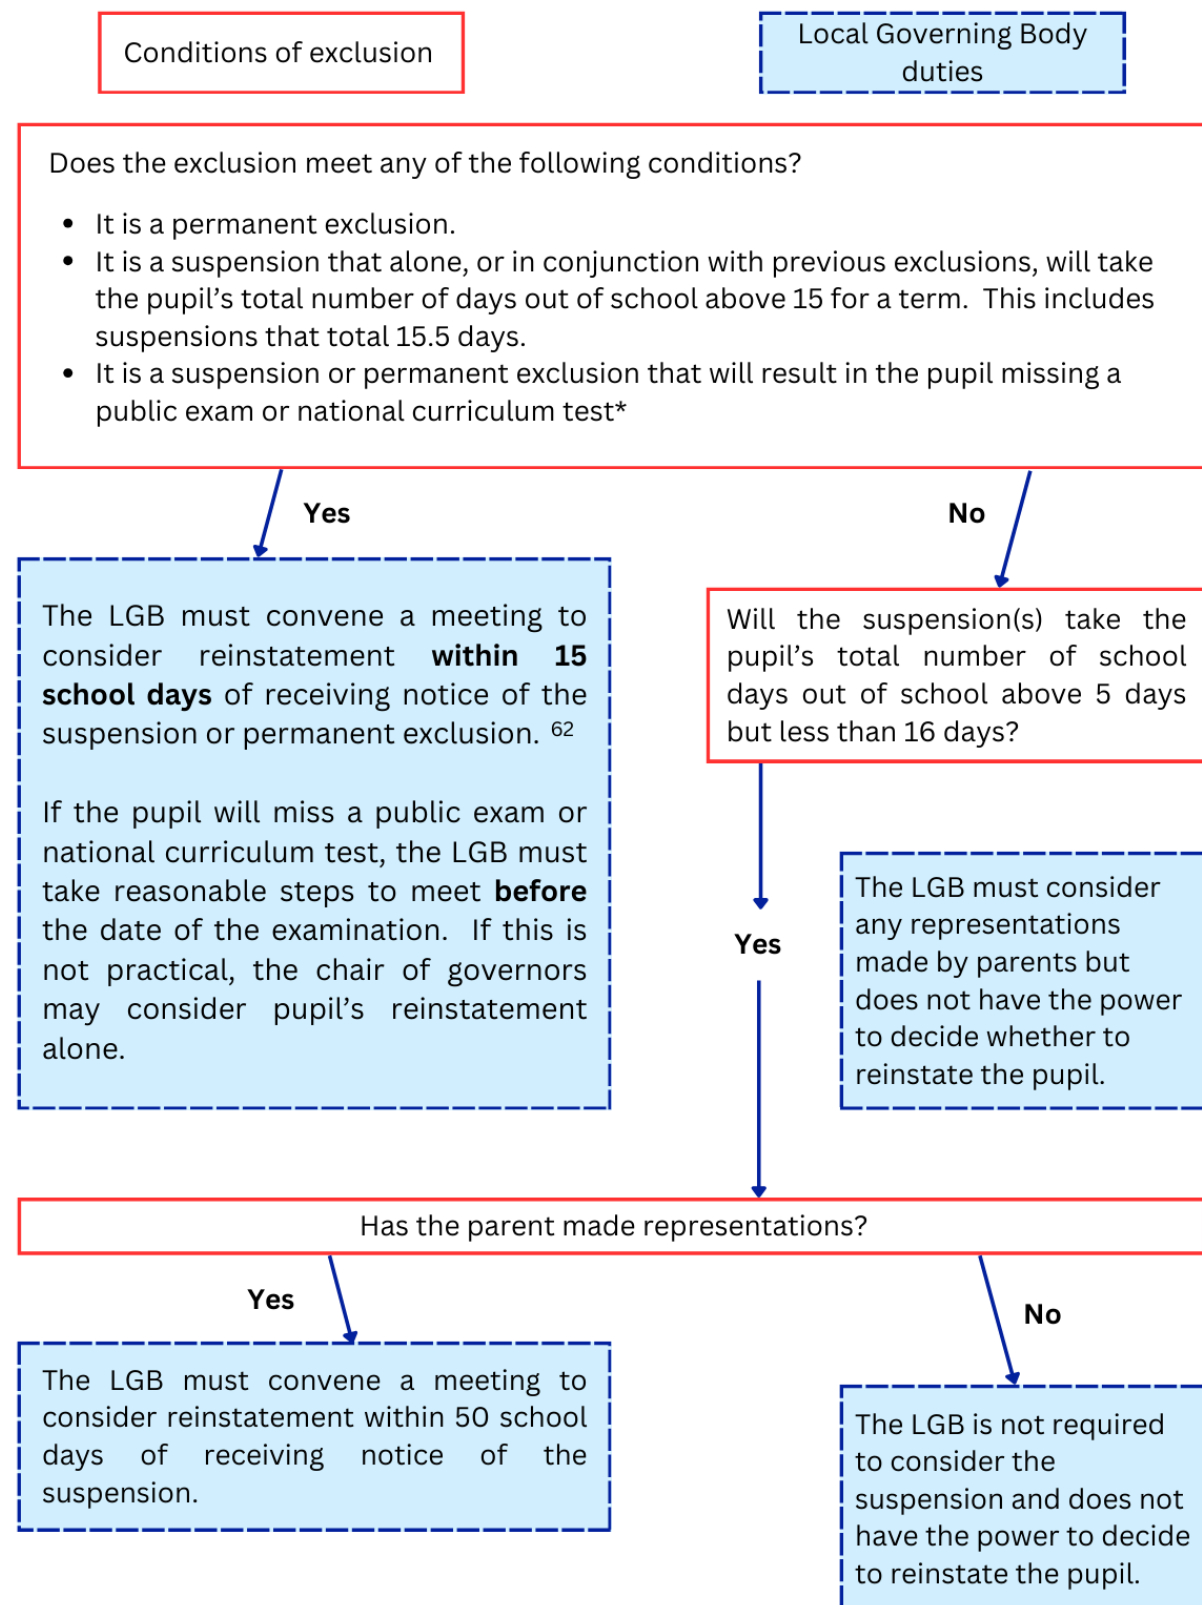 Conditions of exclusion
Local Governing Body
duties
Does the exclusion meet any of the following conditions?
• It is a permanent exclusion.
• It is a suspension that alone, or in conjunction with previous exclusions, will take
the pupil’s total number of days out of school above 15 for a term.  This includes
suspensions that total 15.5 days.
• It is a suspension or permanent exclusion that will result in the pupil missing a
public exam or national curriculum test*
Yes
No
The LGB must convene a meeting to
consider reinstatement within 15
school days of receiving notice of the
suspension or permanent exclusion. 62
If the pupil will miss a public exam or
national curriculum test, the LGB must
take reasonable steps to meet before
the date of the examination.  If this is
not practical, the chair of governors
may consider pupil’s reinstatement
alone.
Will the suspension(s) take the
pupil’s total number of school
days out of school above 5 days
but less than 16 days?
Yes
The LGB must consider
any representations
made by parents but
does not have the power
to decide whether to
reinstate the pupil.
Has the parent made representations?
Yes
No
The LGB must convene a meeting to
consider reinstatement within 50 school
days of receiving notice of the
suspension.
The LGB is not required
to consider the
suspension and does not
have the power to decide
to reinstate the pupil.